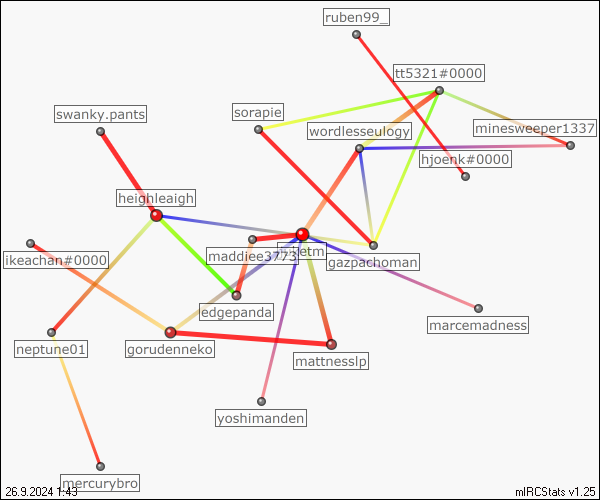 ruben99_
tt5321#0000
swanky.pants
sorapie
wordlesseulogy
minesweeper1337
hjoenk#0000
heighleaigh
maddiee3773
etm
gazpachoman
ikeachan#0000
edgepanda
marcemadness
neptune01
gorudenneko
mattnesslp
yoshimanden
mercurybro
26.9.2024 1:43
mIRCStats v1.25